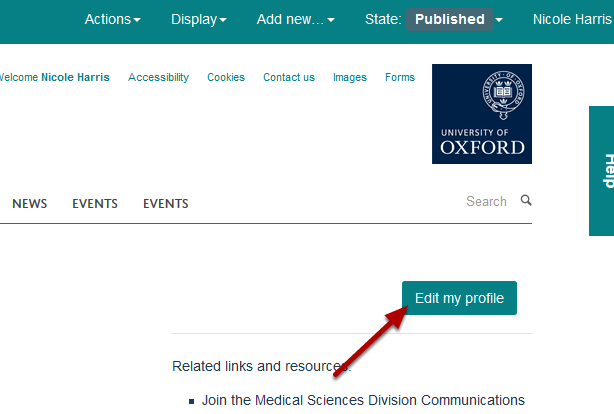 Actions Display Add new... State: Published Nicole Harris
Welcome Nicole Harris Accessibility Cookies Contact us Images Forms
UNIVERSITY OF
OXFORD
Help
NEWS EVENTS EVENTS Search
Edit my profile
Related links and resources:
Join the Medical Sciences Division Communications